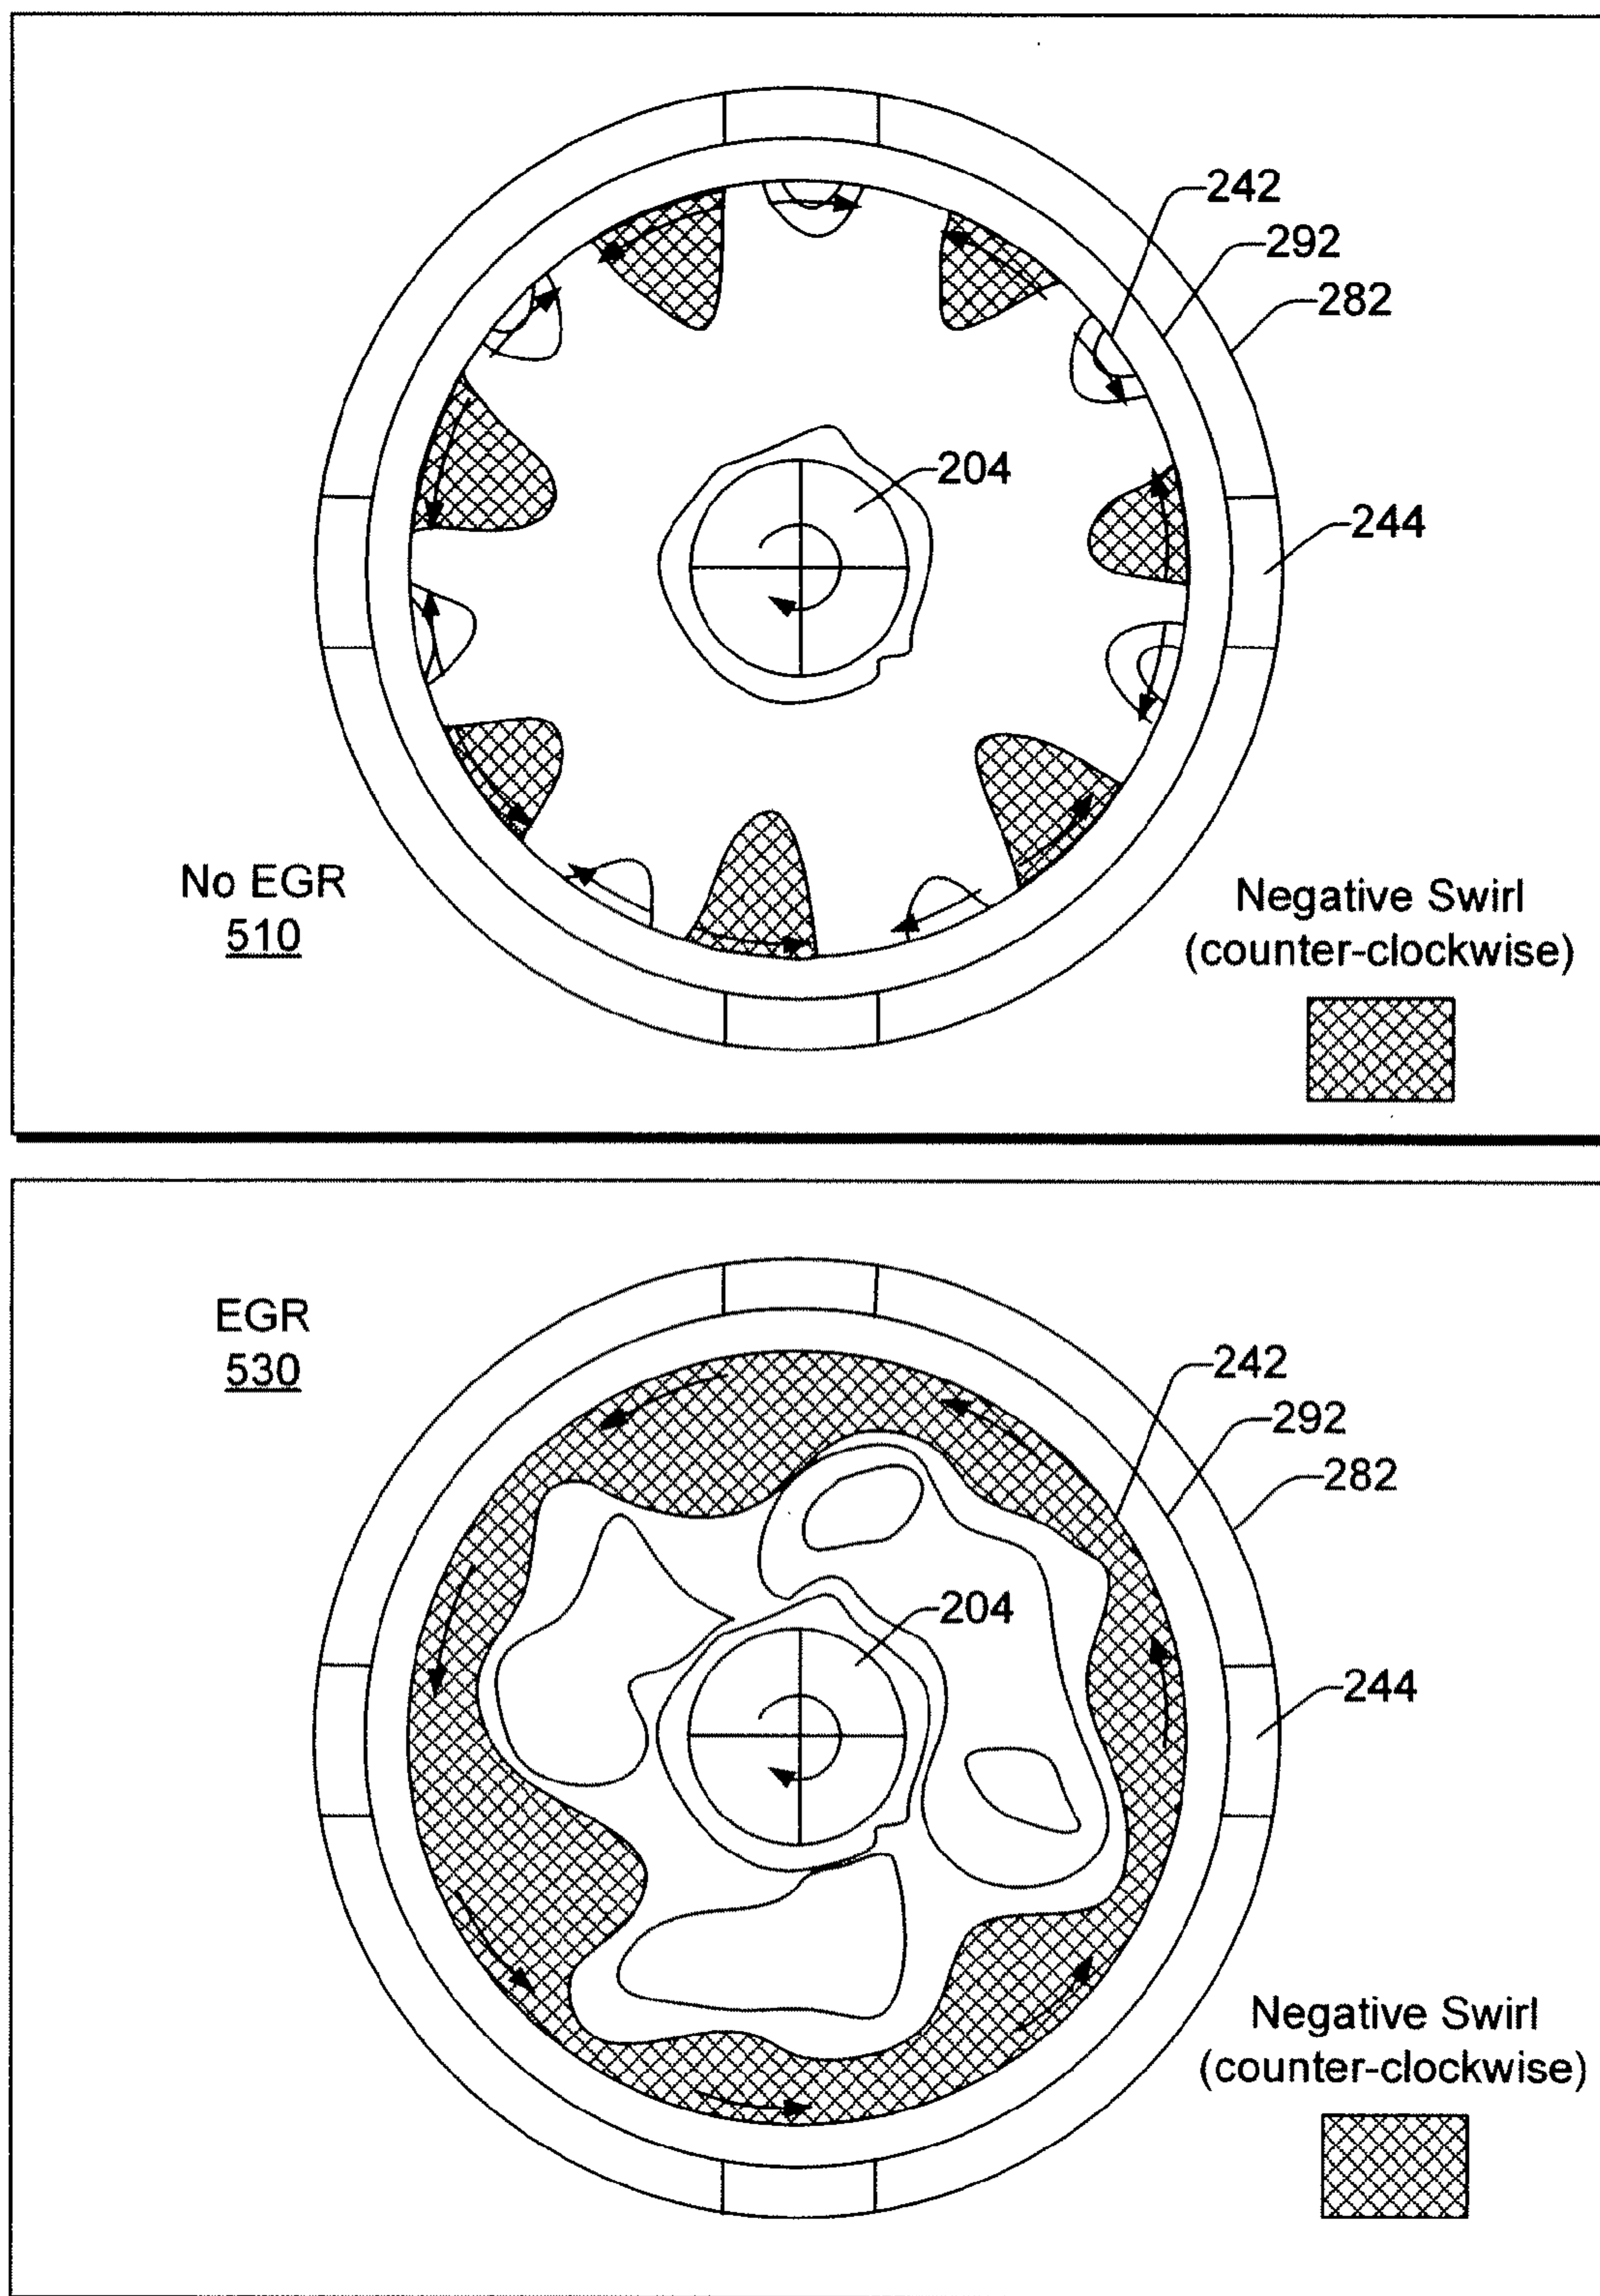 242
292
282
204
244
No EGR
510
Negative Swirl
(counter-clockwise)
EGR
530
242
292
282
204
244
Negative Swirl
(counter-clockwise)